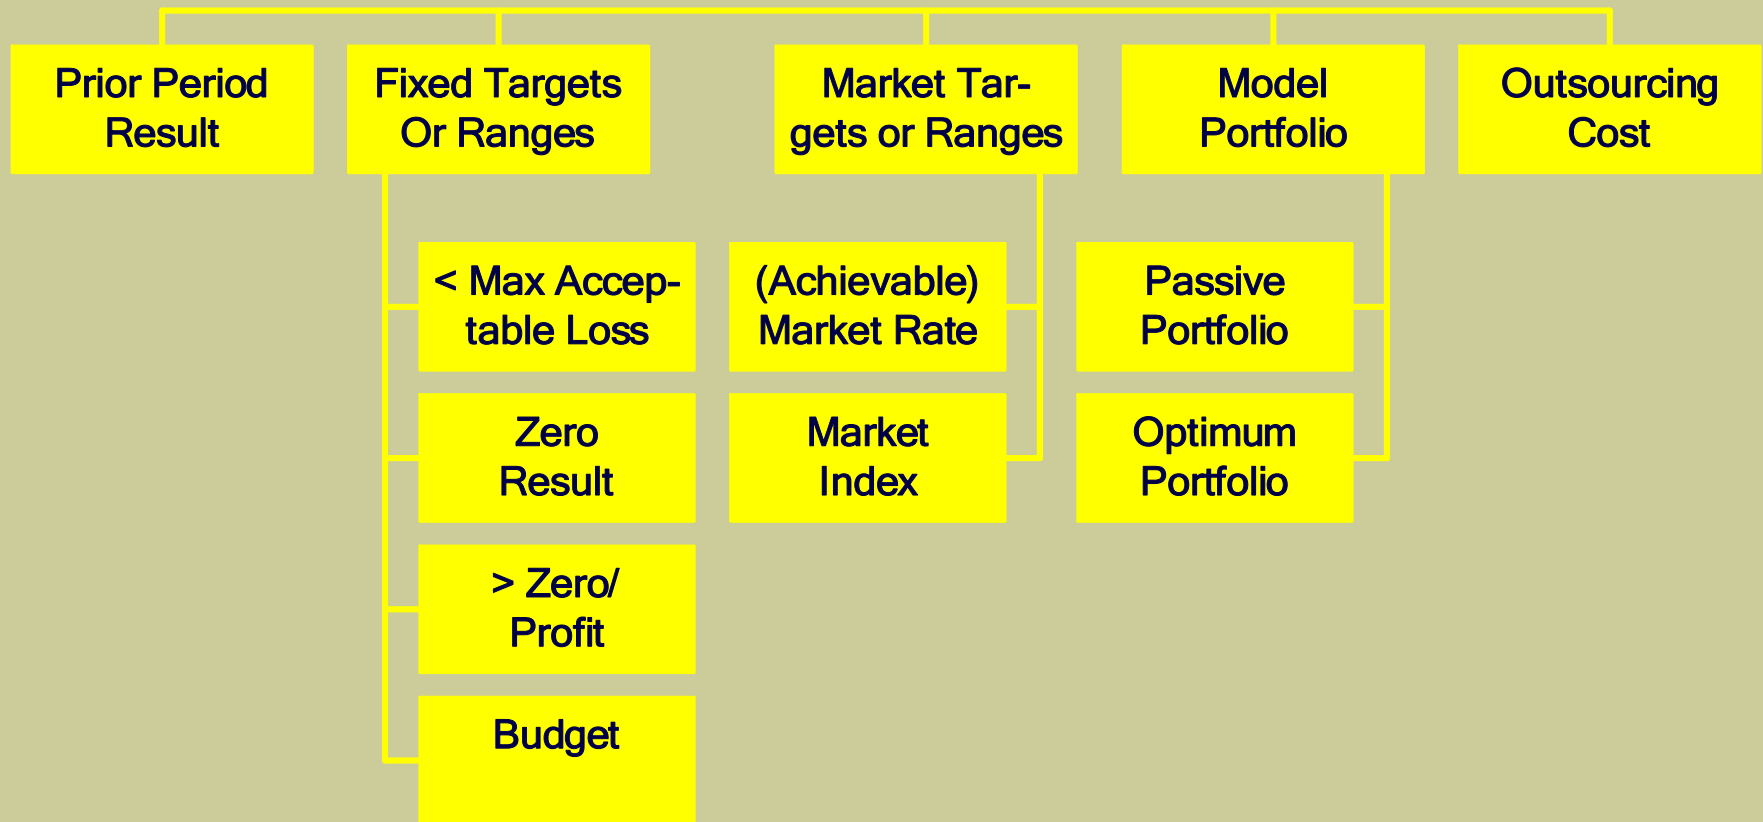 Prior Period
Result
Fixed Targets
Or Ranges
Market Tar-
gets or Ranges
Model
Portfolio
Outsourcing
Cost
< Max Accep-
table Loss
Zero
Result
> Zero/
Profit
Budget
(Achievable)
Market Rate
Market
Index
Passive
Portfolio
Optimum
Portfolio